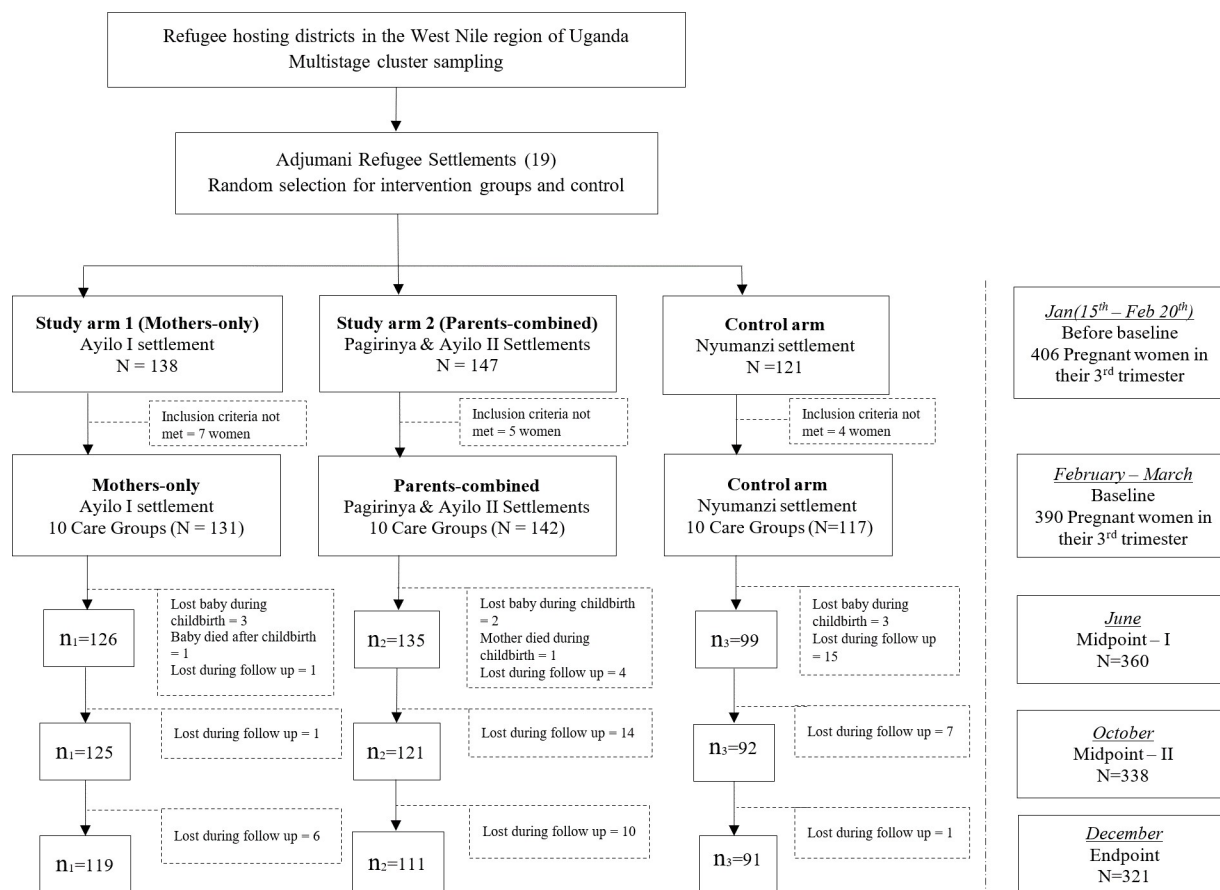 Refugee hosting districts in the West Nile region of Uganda
Multistage cluster sampling
Adjumani Refugee Settlements (19)
Random selection for intervention groups and control
Study arm 1 (Mothers-only)
Ayilo I settlement
N = 138
Study arm 2 (Parents-combined)
Pagirinya & Ayilo II Settlements
N = 147
Control arm
Nyumanzi settlement
N =121
Jan(15th – Feb 20th)
Before baseline
406 Pregnant women in
their 3rd trimester
Inclusion criteria not
met = 7 women
Inclusion criteria not
met = 5 women
Inclusion criteria not
met = 4 women
Mothers-only
Ayilo I settlement
10 Care Groups (N = 131)
Parents-combined
Pagirinya & Ayilo II Settlements
10 Care Groups (N = 142)
Control arm
Nyumanzi settlement
10 Care Groups (N=117)
February – March
Baseline
390 Pregnant women in
their 3rd trimester
Lost baby during
childbirth = 3
Baby died after childbirth
= 1
Lost during follow up = 1
Lost baby during childbirth
= 2
Mother died during
childbirth = 1
Lost during follow up = 4
Lost baby during
childbirth = 3
Lost during follow up
= 15
n1=126
n2=135
n3=99
June
Midpoint – I
N=360
Lost during follow up = 1
Lost during follow up = 14
Lost during follow up = 7
n1=125
n2=121
n3=92
October
Midpoint – II
N=338
Lost during follow up = 6
Lost during follow up = 10
Lost during follow up = 1
n1=119
n2=111
n3=91
December
Endpoint
N=321